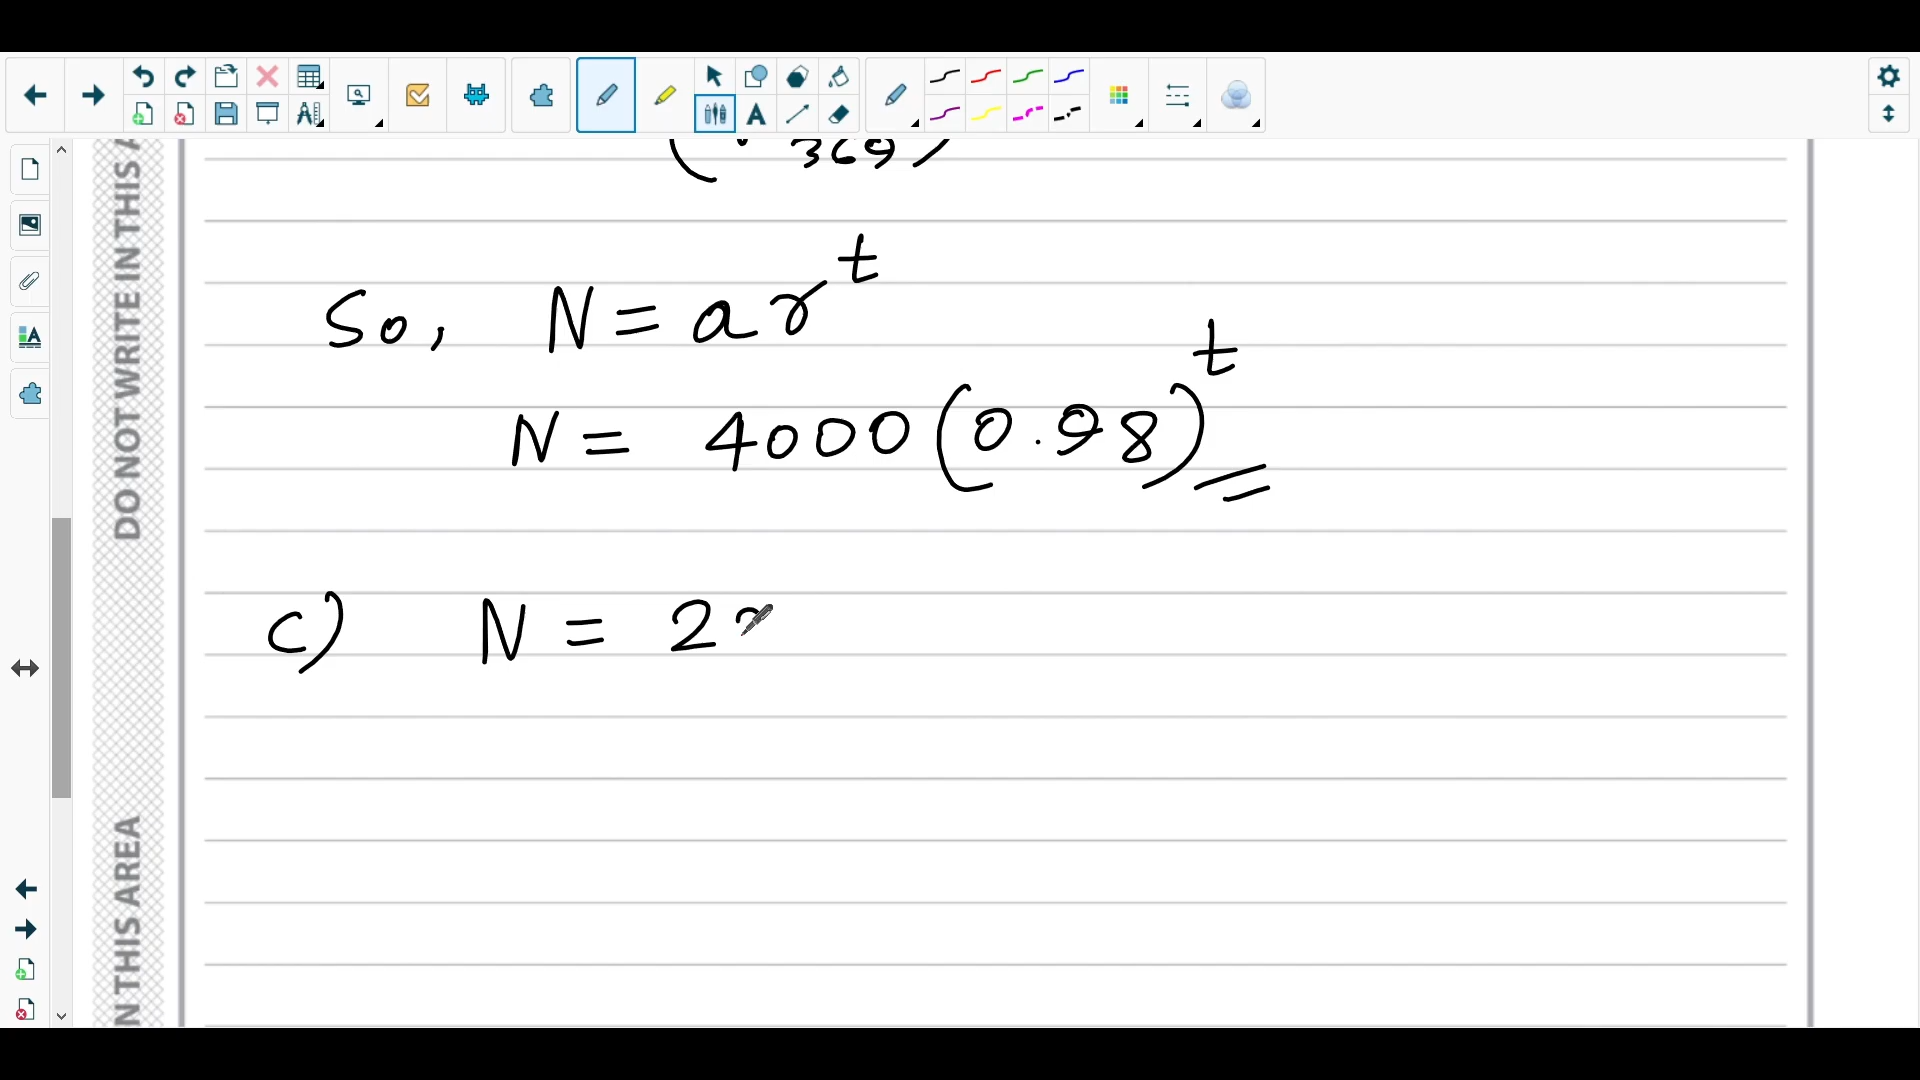 So, N = ar^t
N = 4000(0.98)^t
c) N = 2
DO NOT WRITE IN THIS
N THIS AREA